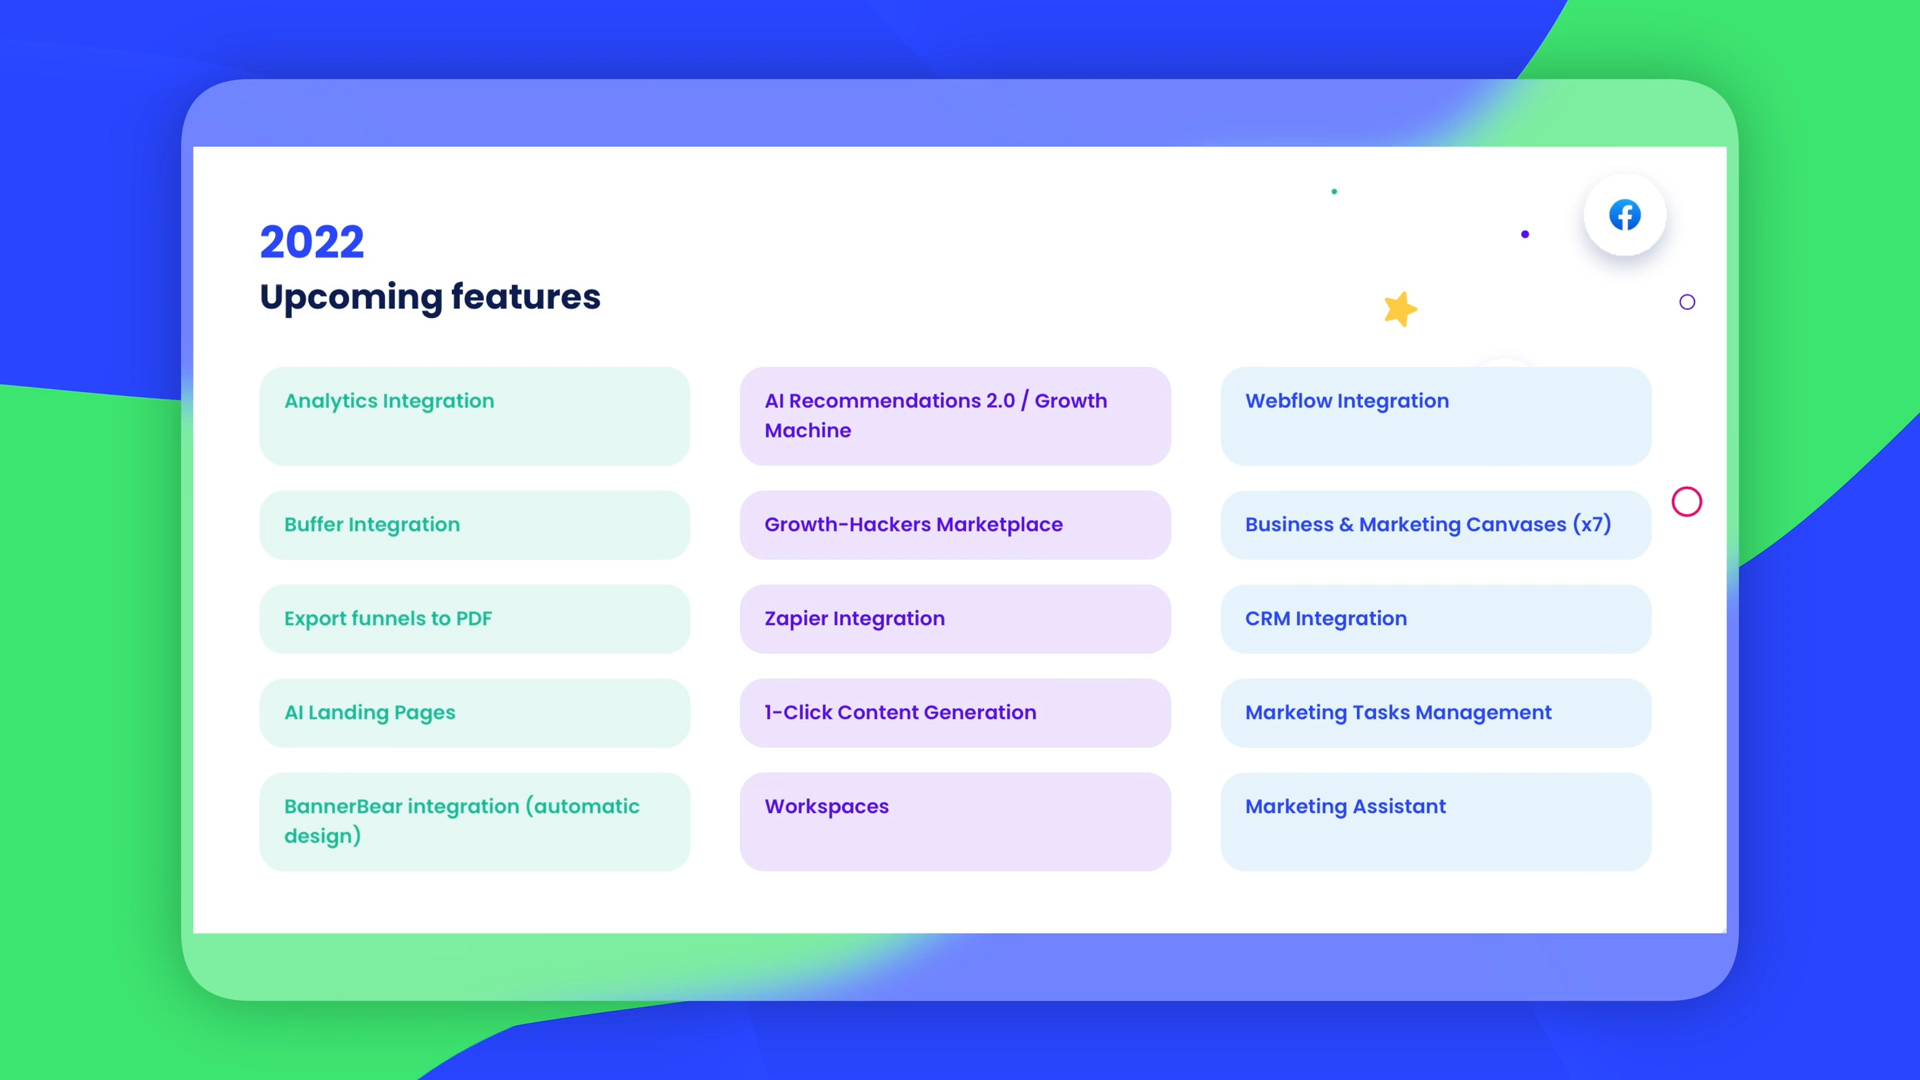 2022
Upcoming features
Analytics Integration
AI Recommendations 2.0 / Growth
Machine
Webflow Integration
Buffer Integration
Growth-Hackers Marketplace
Business & Marketing Canvases (x7)
Export funnels to PDF
Zapier Integration
CRM Integration
AI Landing Pages
1-Click Content Generation
Marketing Tasks Management
BannerBear integration (automatic
design)
Workspaces
Marketing Assistant